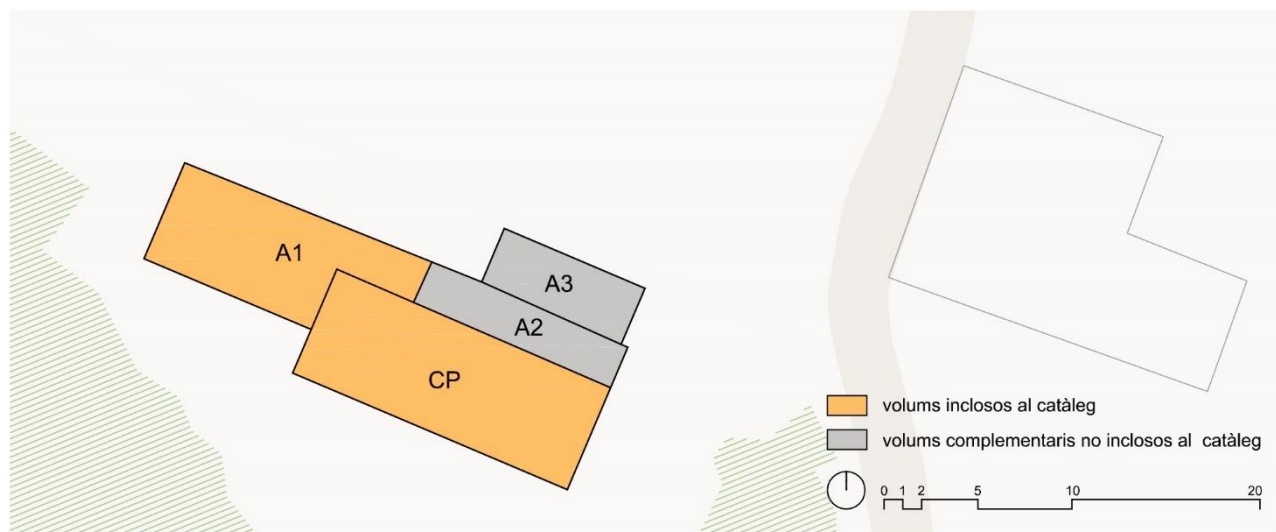 A1
A3
A2
CP
volums inclosos al catàleg
volums complementaris no inclosos al catàleg
0 1 2 5 10 20